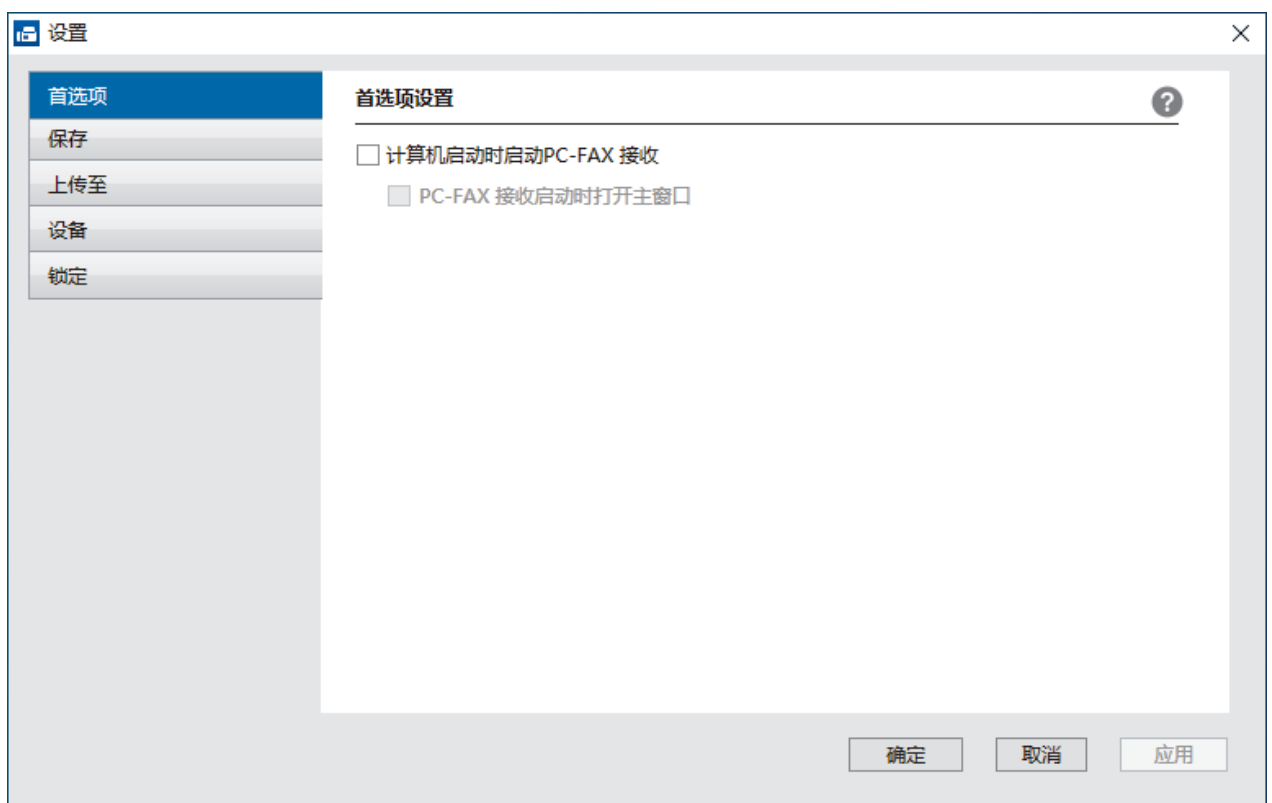 设置
首选项
保存
上传至
设备
锁定
首选项设置
?
计算机启动时启动PC-FAX 接收
PC-FAX 接收启动时打开主窗口
确定
取消
应用